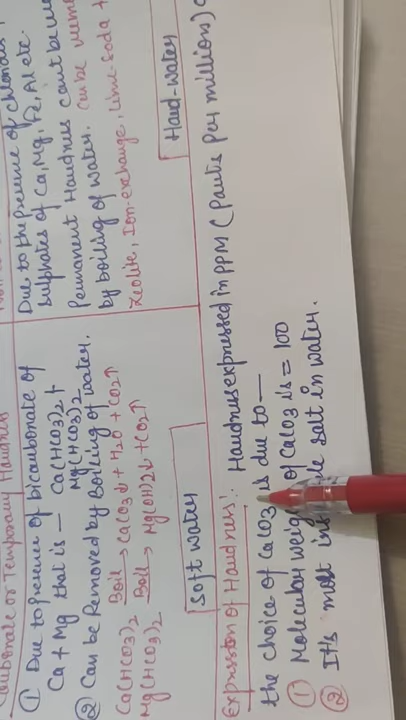 Carbonate or Temporary Hardness
① Due to presence of bicarbonate of
Ca + Mg that is — Ca(HCO3)2 +
Mg(HCO3)2
② Can be Removed by Boiling of water.
Ca(HCO3)2 Boil → CaCO3↓ + H2O + CO2↑
Mg(HCO3)2 Boil → Mg(OH)2↓ + CO2↑
Soft water
Due to the presence of chloride
Sulphates of Ca, Mg, Fe, Al etc.
Permanent Hardness can't be
by boiling of water. Can be
Zeolite, Ion-exchange, Lime-Soda +
Hard-water
Expression of Hardness:- Hardness expressed in PPM (Parts Per million)
the choice of CaCO3 is due to —
① Molecular weig of CaCO3 is = 100
② It's most ins le salt in water.